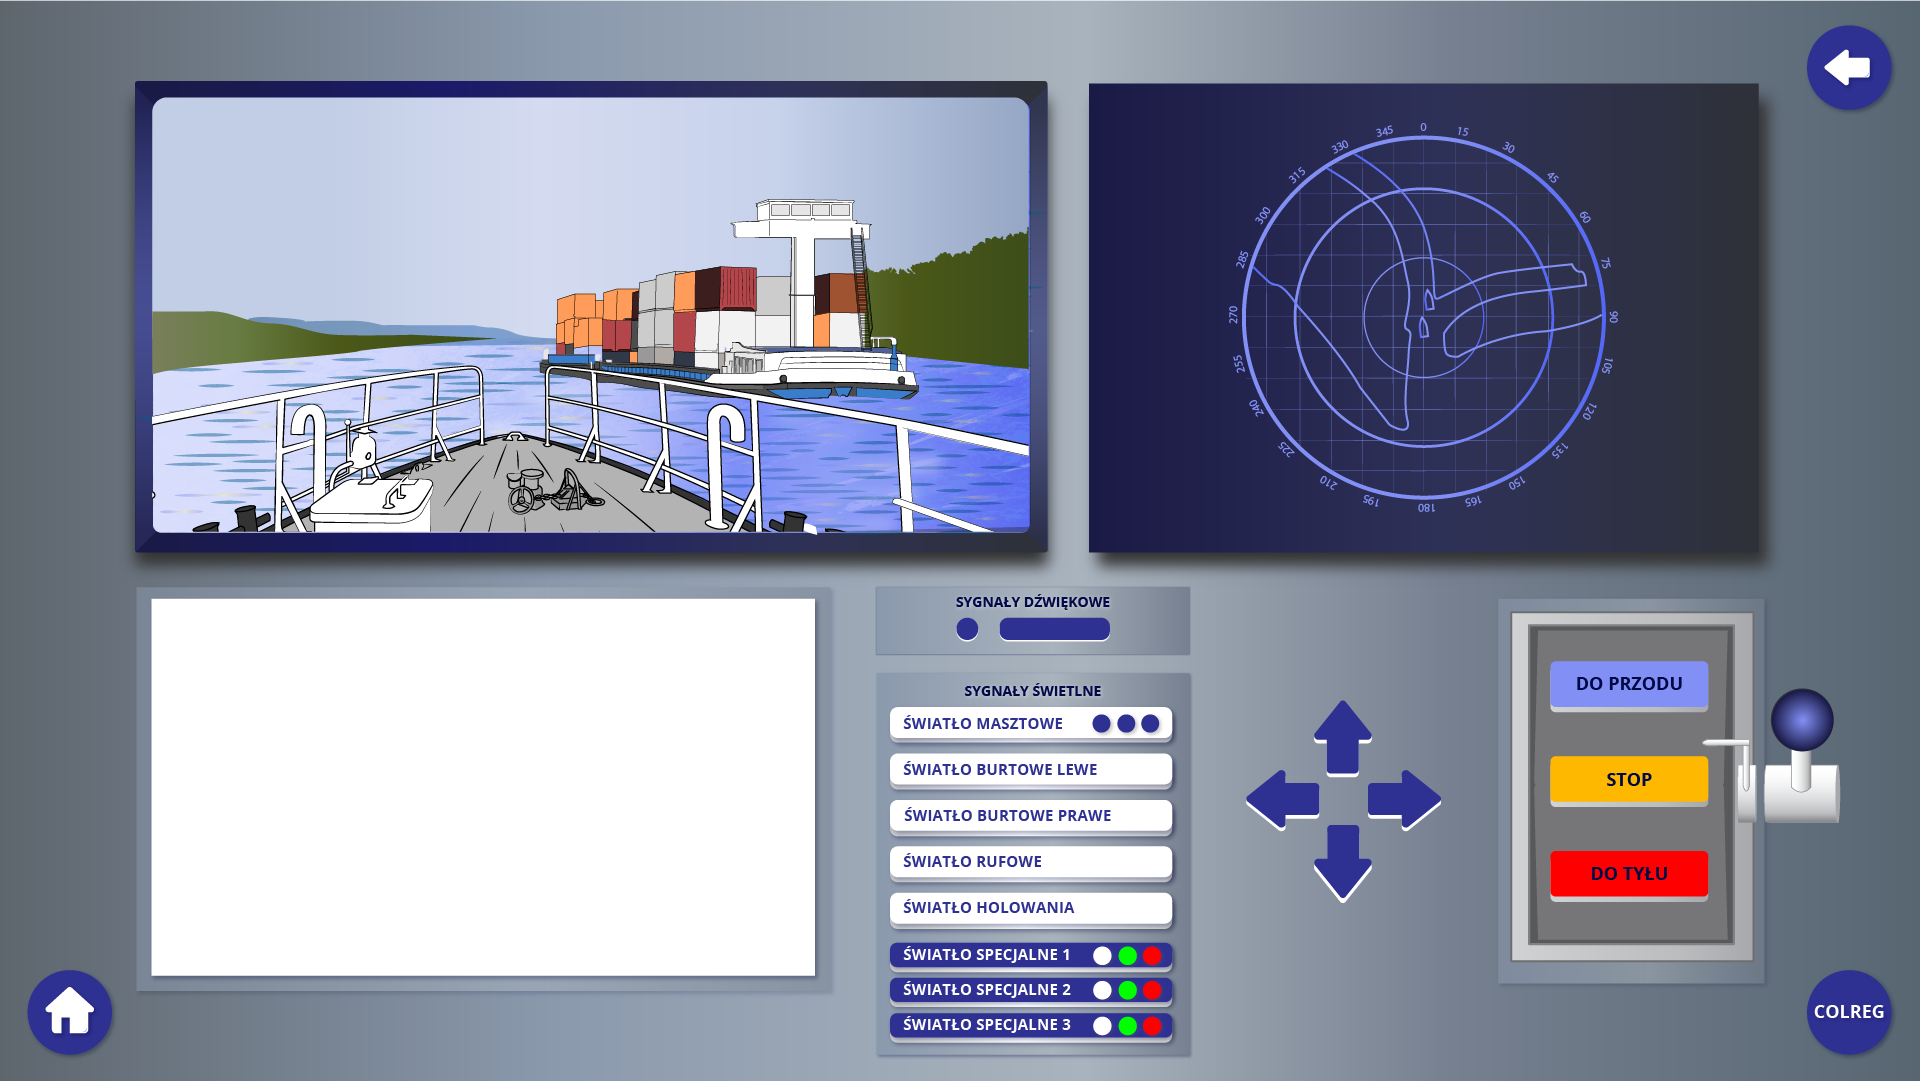 0
15
30
45
60
75
90
105
120
135
150
165
180
195
210
225
240
255
270
285
300
315
330
345
SYGNAŁY DŹWIĘKOWE
SYGNAŁY ŚWIETLNE
ŚWIATŁO MASZTOWE
ŚWIATŁO BURTOWE LEWE
ŚWIATŁO BURTOWE PRAWE
ŚWIATŁO RUFOWE
ŚWIATŁO HOLOWANIA
ŚWIATŁO SPECJALNE 1
ŚWIATŁO SPECJALNE 2
ŚWIATŁO SPECJALNE 3
DO PRZODU
STOP
DO TYŁU
COLREG